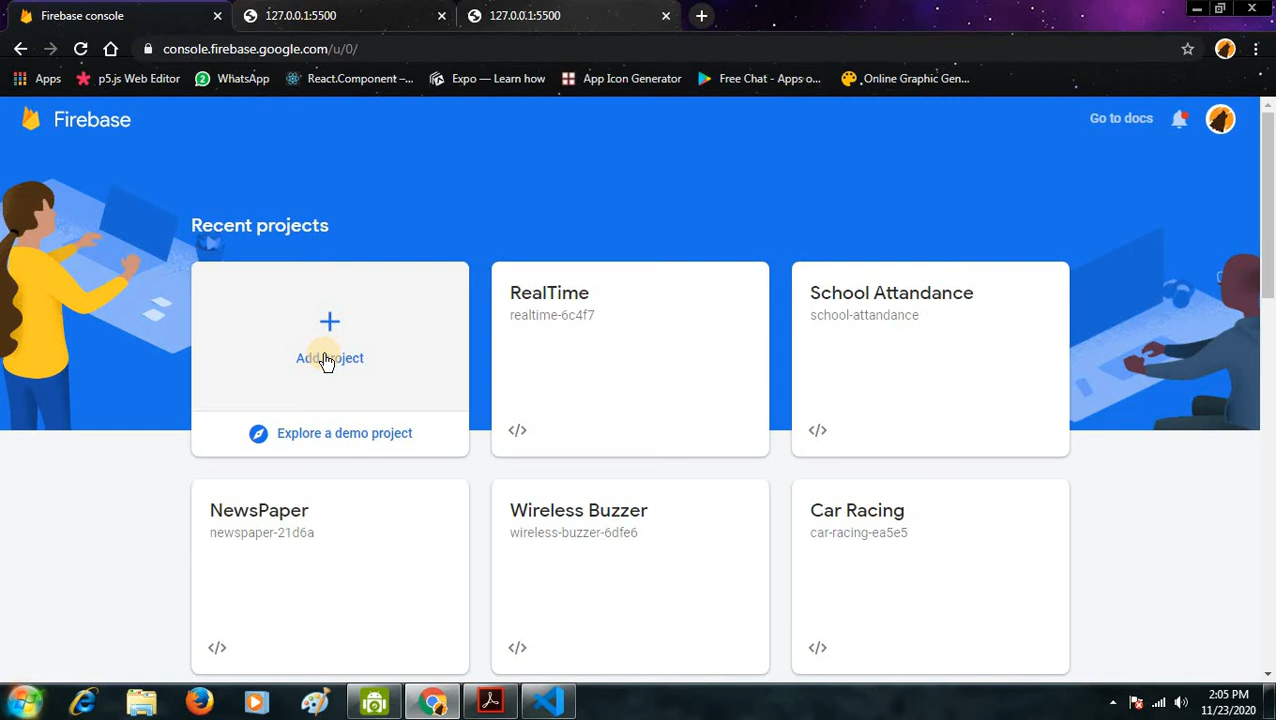 Firebase console
127.0.0.1:5500
127.0.0.1:5500
console.firebase.google.com/u/0/
Apps
p5.js Web Editor
WhatsApp
React.Component –...
Expo — Learn how
App Icon Generator
Free Chat - Apps o...
Online Graphic Gen...
Firebase
Go to docs
Recent projects
Add project
Explore a demo project
RealTime
realtime-6c4f7
School Attandance
school-attandance
NewsPaper
newspaper-21d6a
Wireless Buzzer
wireless-buzzer-6dfe6
Car Racing
car-racing-ea5e5
2:05 PM
11/23/2020